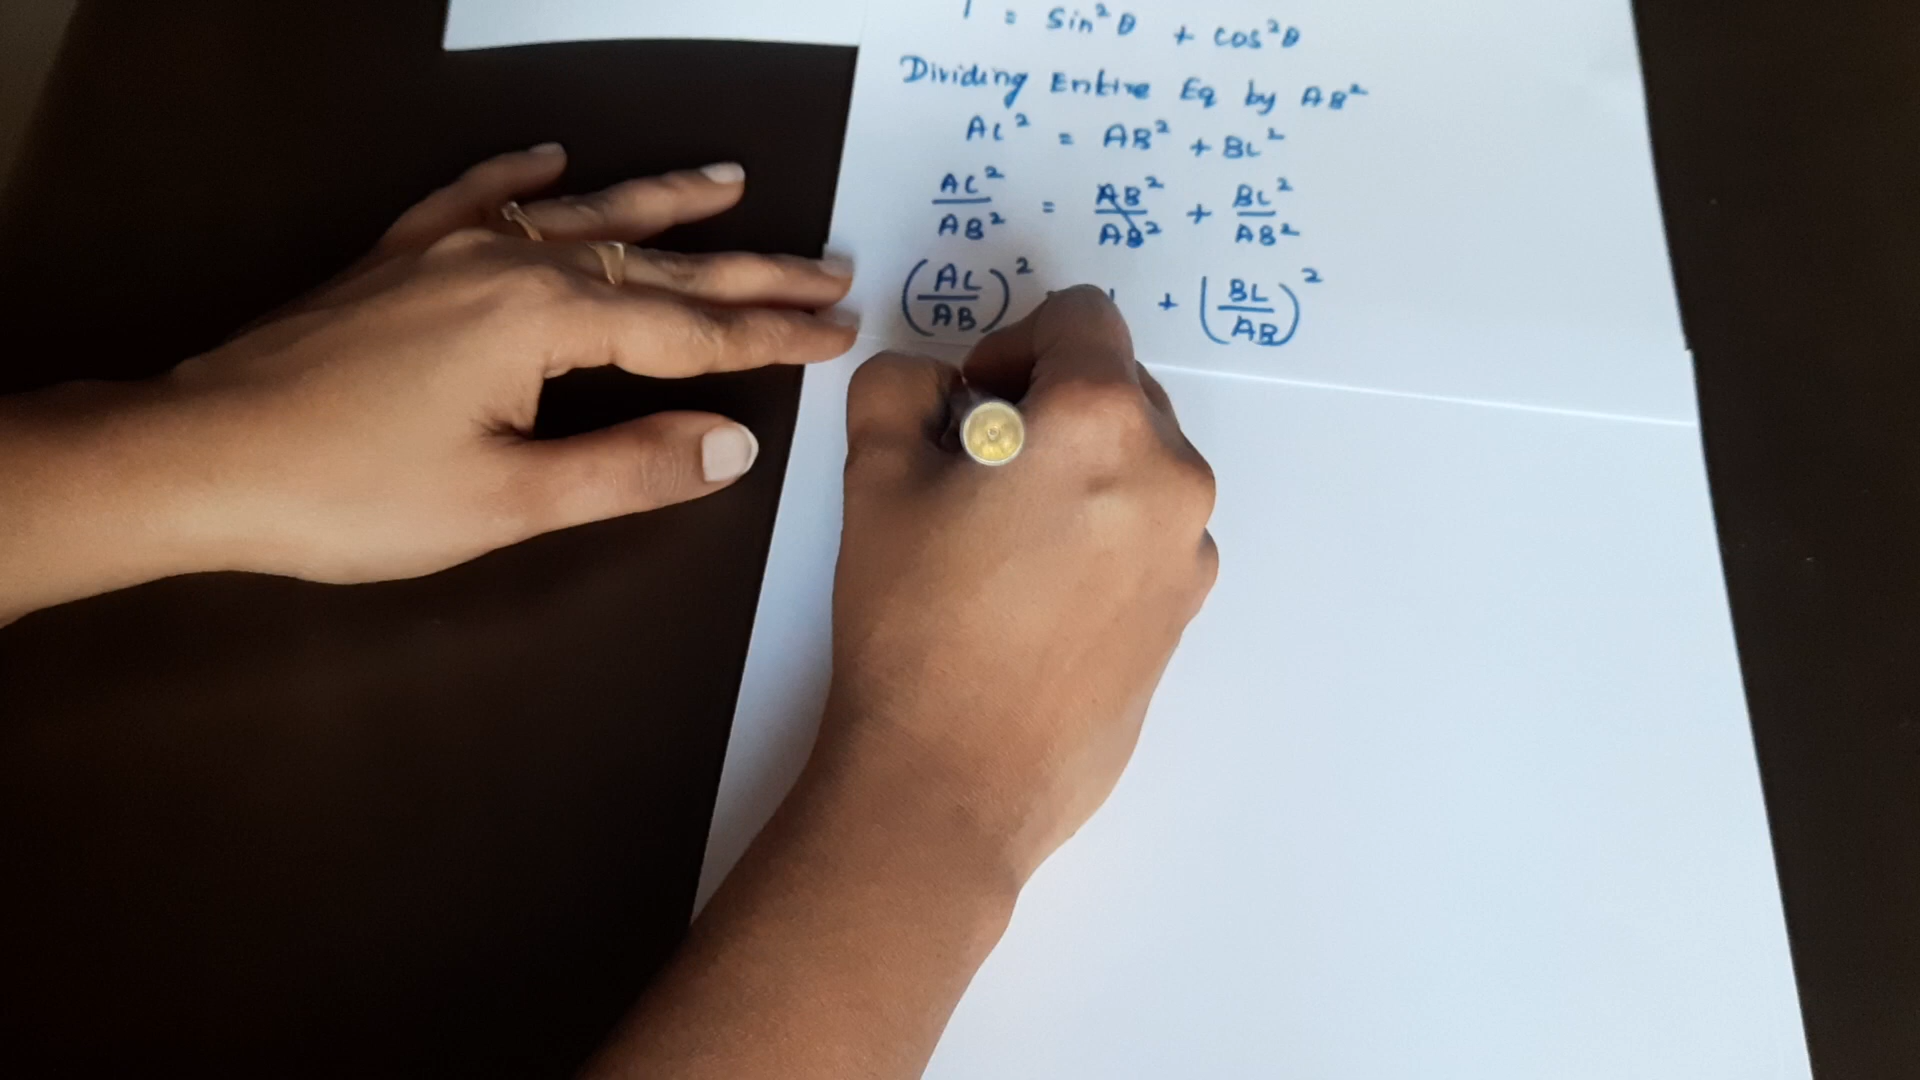 1 = Sin²θ + cos²θ
Dividing Entire Eq by AB²
AC² = AB² + BC²
AC²/AB² = AB²/AB² + BC²/AB²
(AC/AB)² = 1 + (BC/AB)²